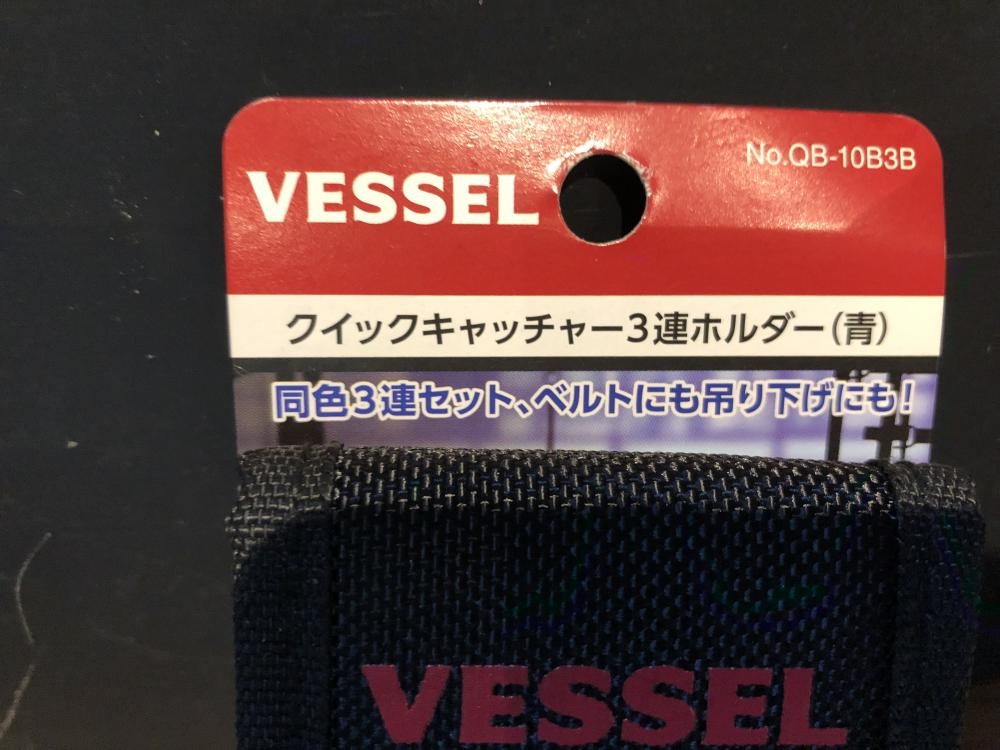 VESSEL
No.QB-10B3B
クイックキャッチャー3連ホルダー(青)
同色3連セット、ベルトにも吊り下げにも!
VESSEL